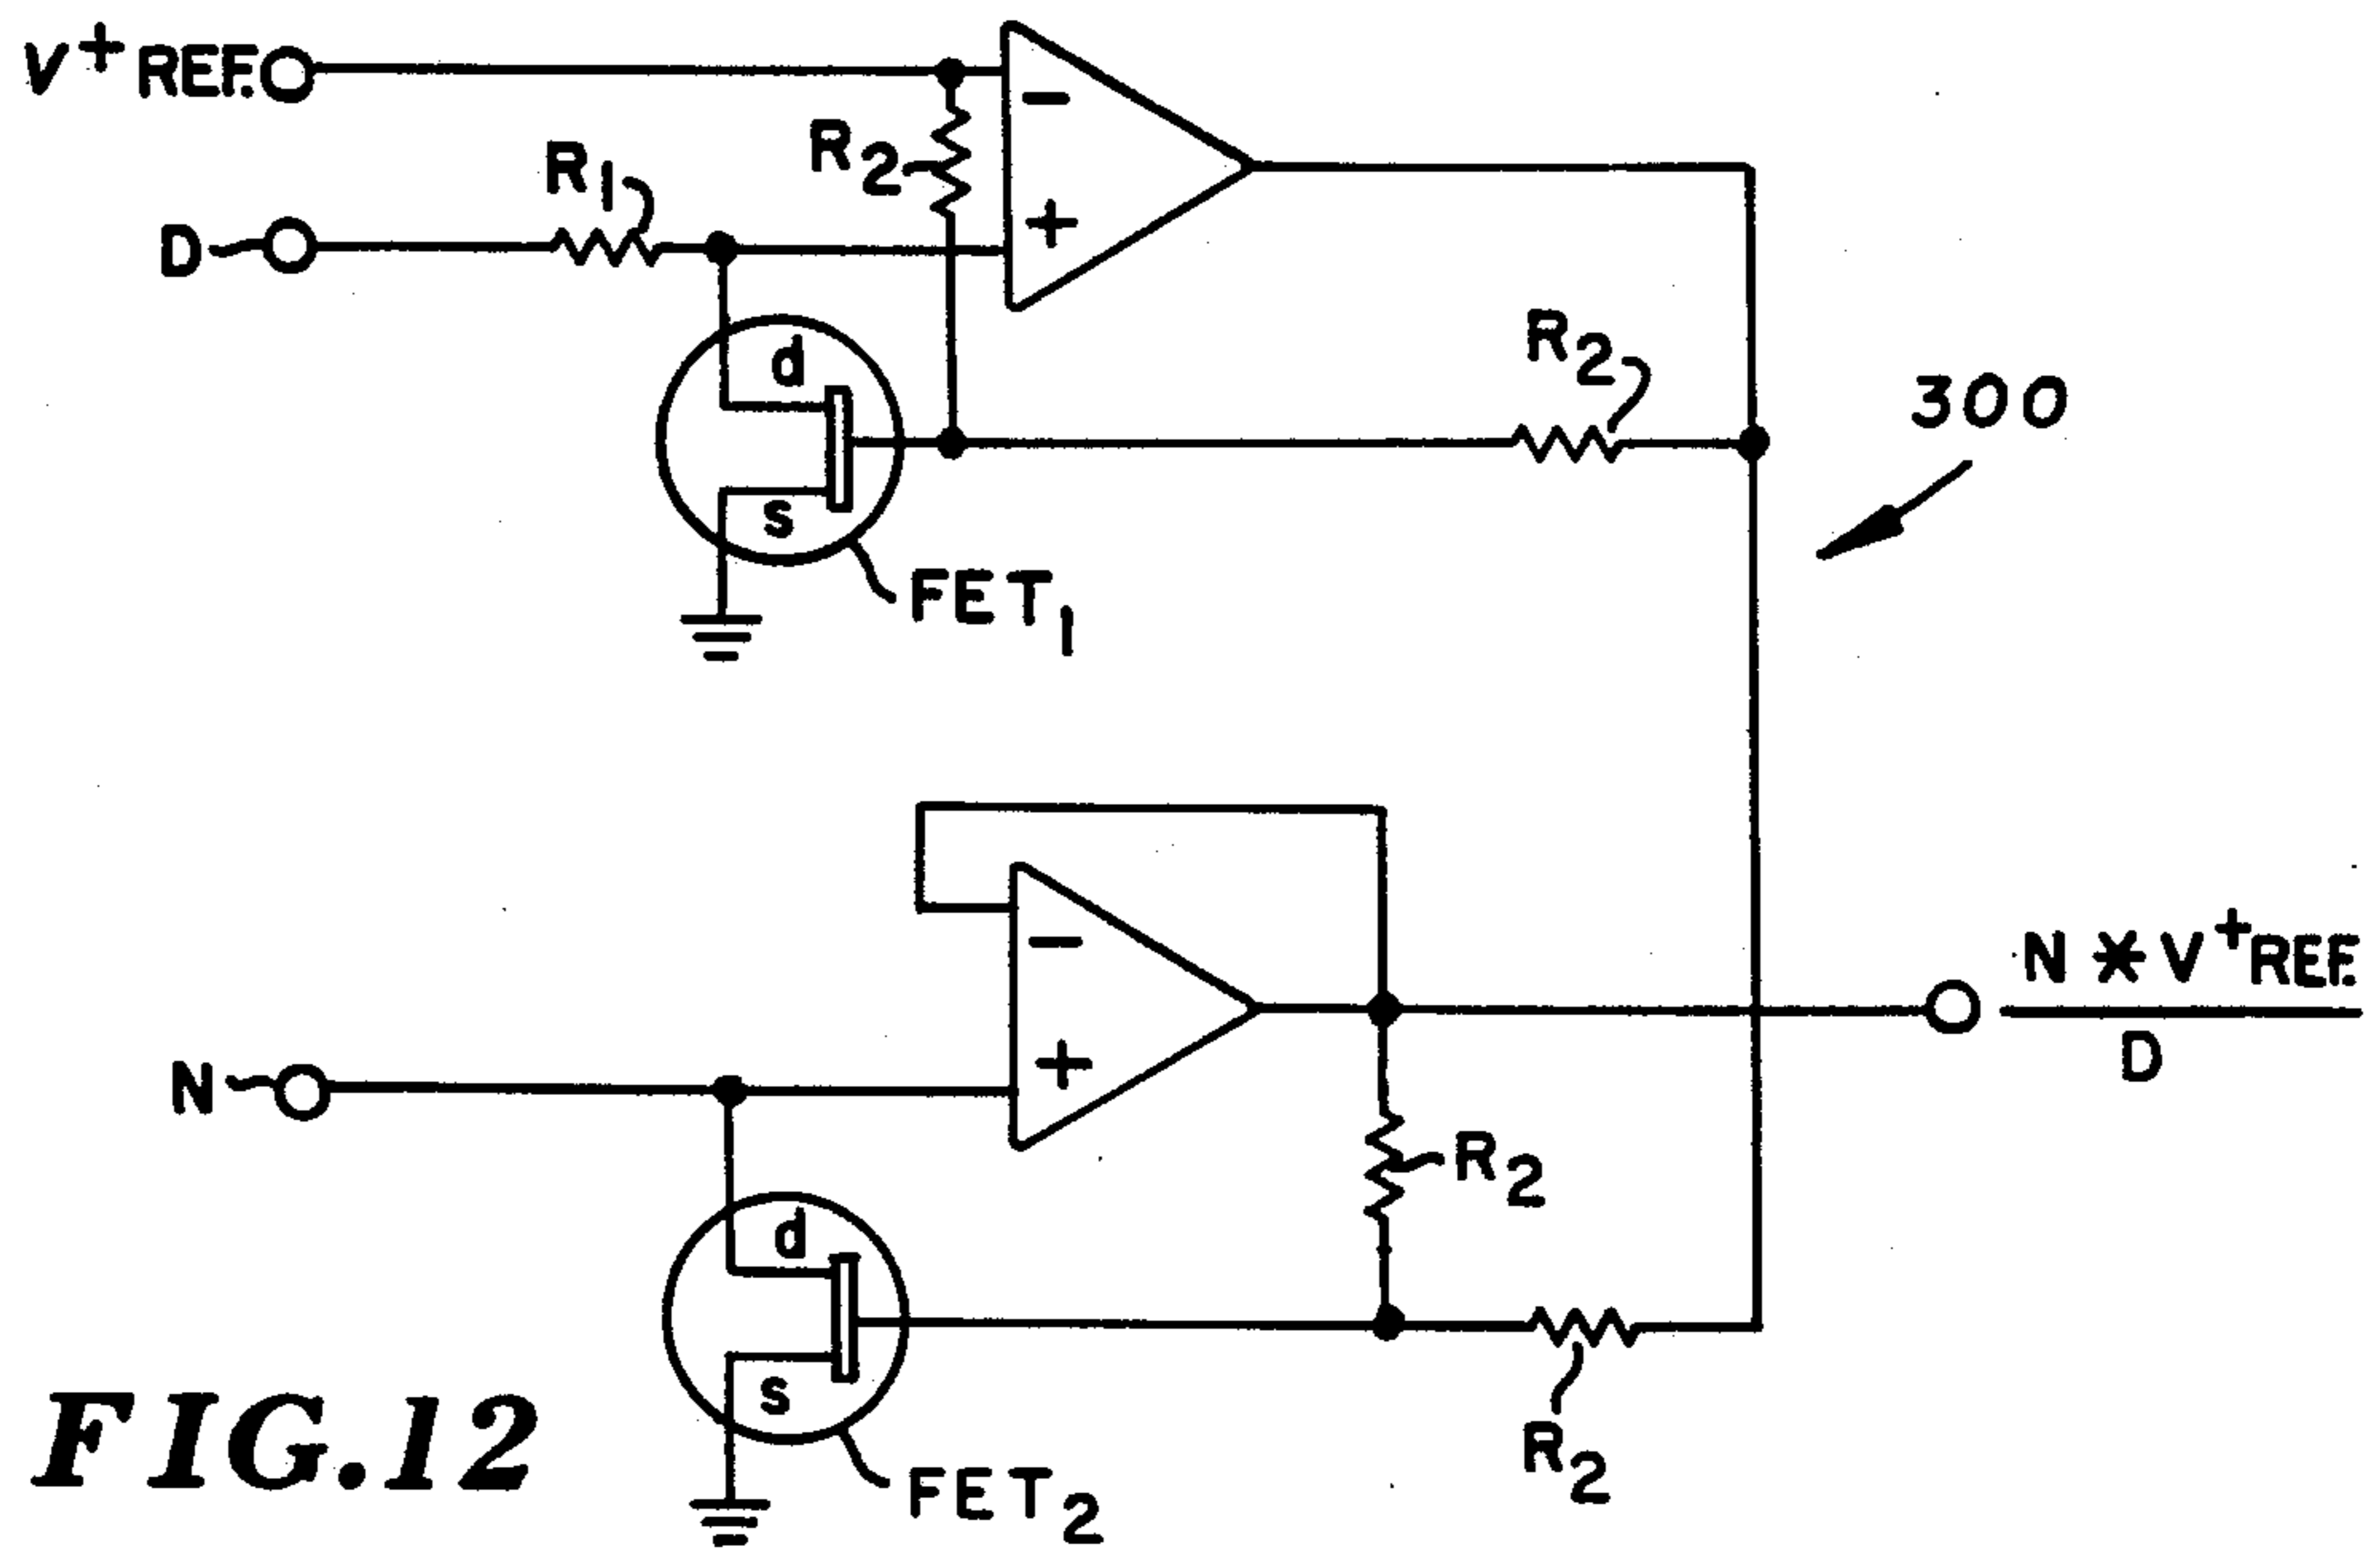 V+ REF.
R1
R2
−
+
D
d
s
FET1
R2
300
−
+
N
N * V+REF.
D
R2
d
s
FET2
R2
FIG.12